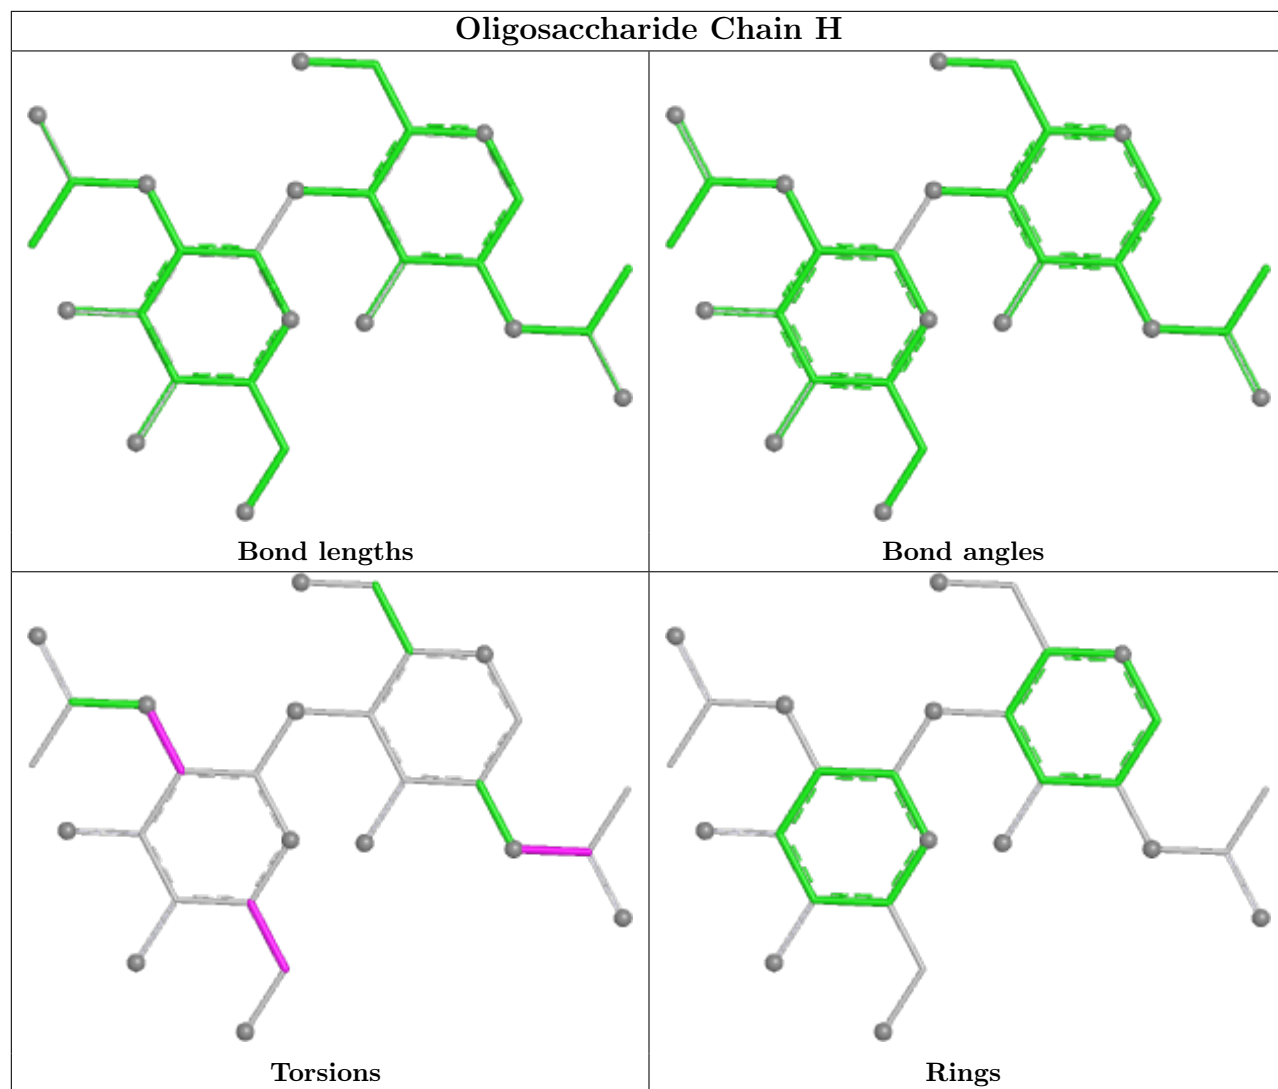 Oligosaccharide Chain H
Bond lengths
Bond angles
Torsions
Rings